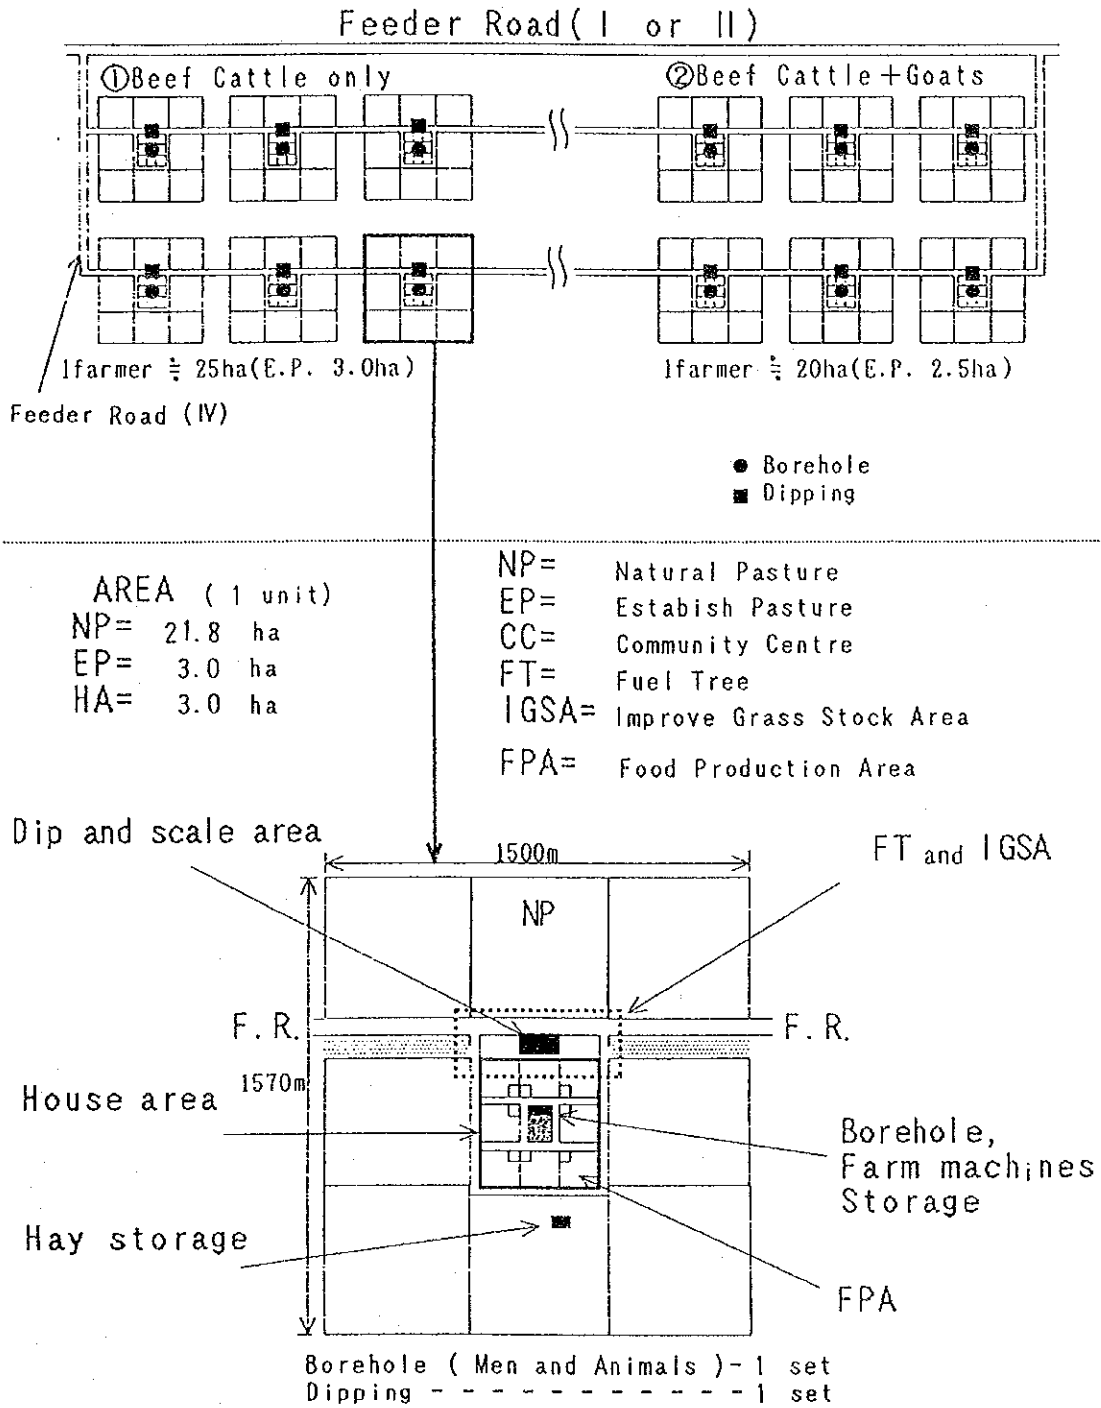 Feeder Road( I or II)
①Beef Cattle only
②Beef Cattle+Goats
1farmer ≒ 25ha(E.P. 3.0ha)
1farmer ≒ 20ha(E.P. 2.5ha)
Feeder Road (IV)
● Borehole
■ Dipping
AREA ( 1 unit)
NP= 21.8 ha
EP= 3.0 ha
HA= 3.0 ha
NP= Natural Pasture
EP= Estabish Pasture
CC= Community Centre
FT= Fuel Tree
IGSA= Improve Grass Stock Area
FPA= Food Production Area
Dip and scale area
1500m
FT and IGSA
NP
F.R.
F.R.
1570m
House area
Borehole,
Farm machines
Storage
Hay storage
FPA
Borehole ( Men and Animals )- 1 set
Dipping - - - - - - - - - - - 1 set